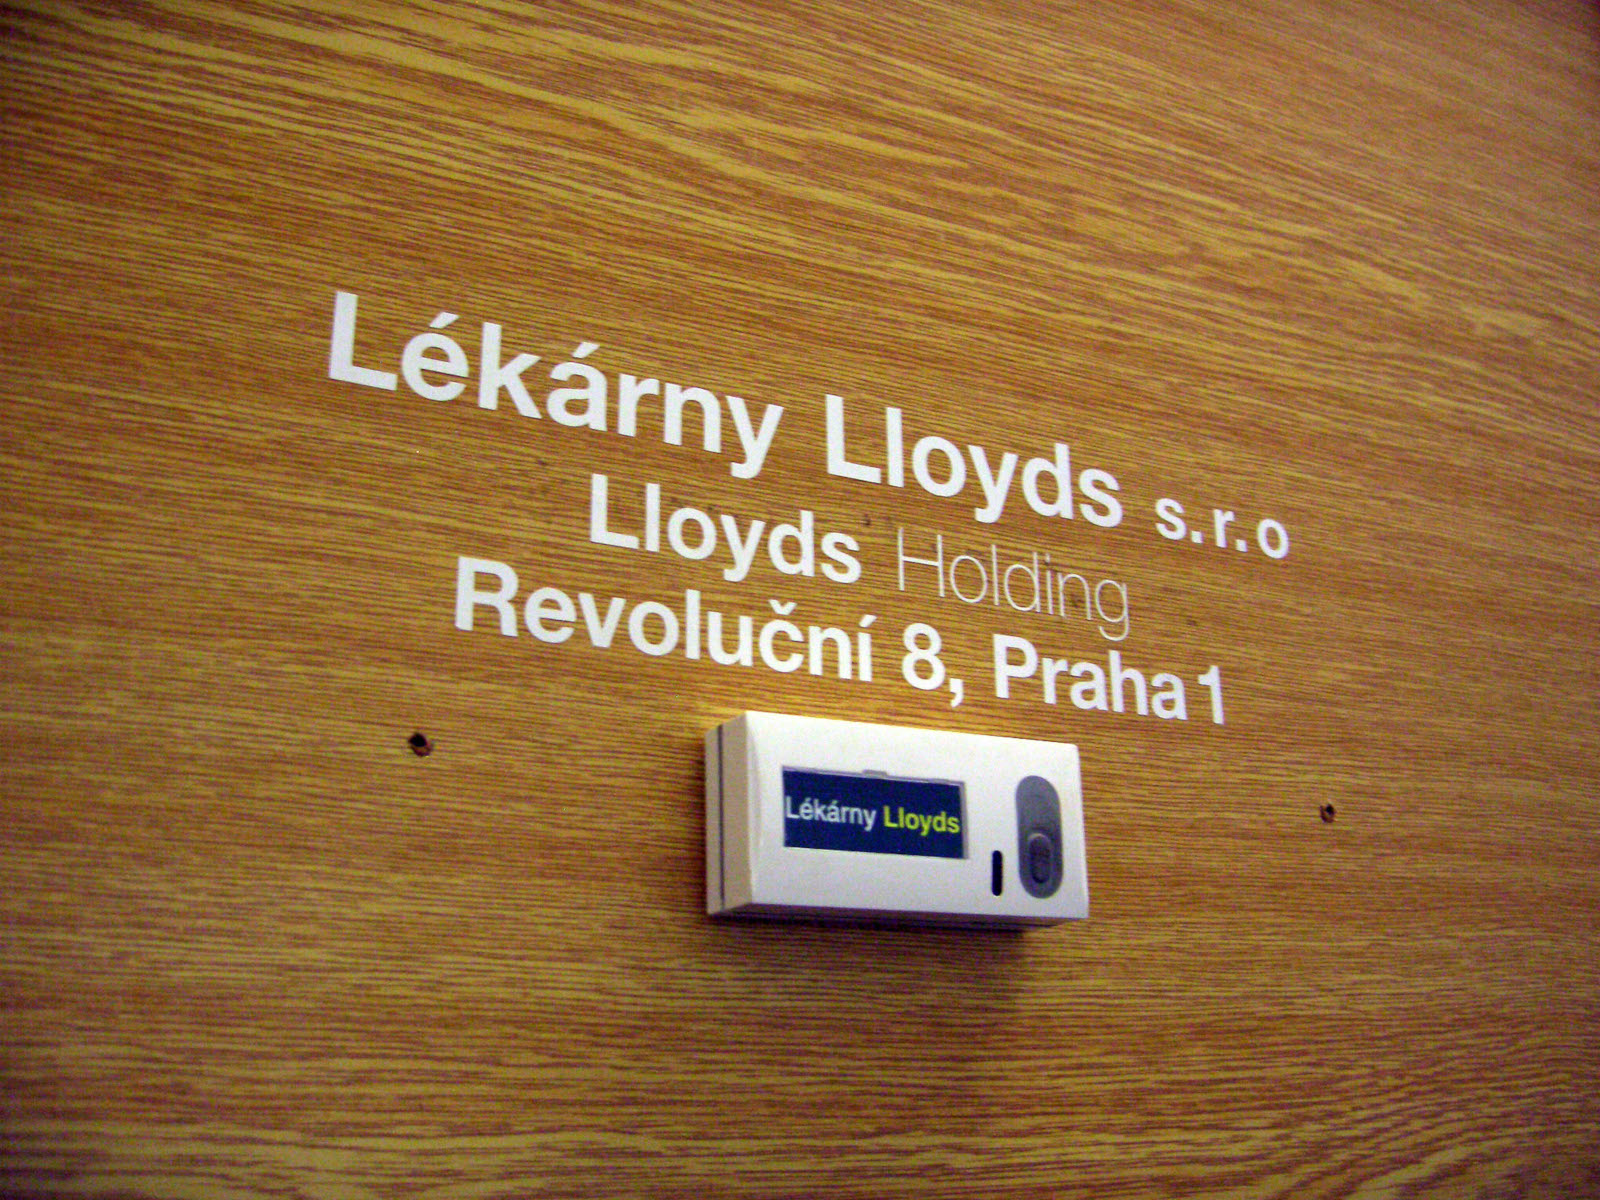 Lékárny Lloyds s.r.o
Lloyds Holding
Revoluční 8, Praha 1
Lékárny Lloyds